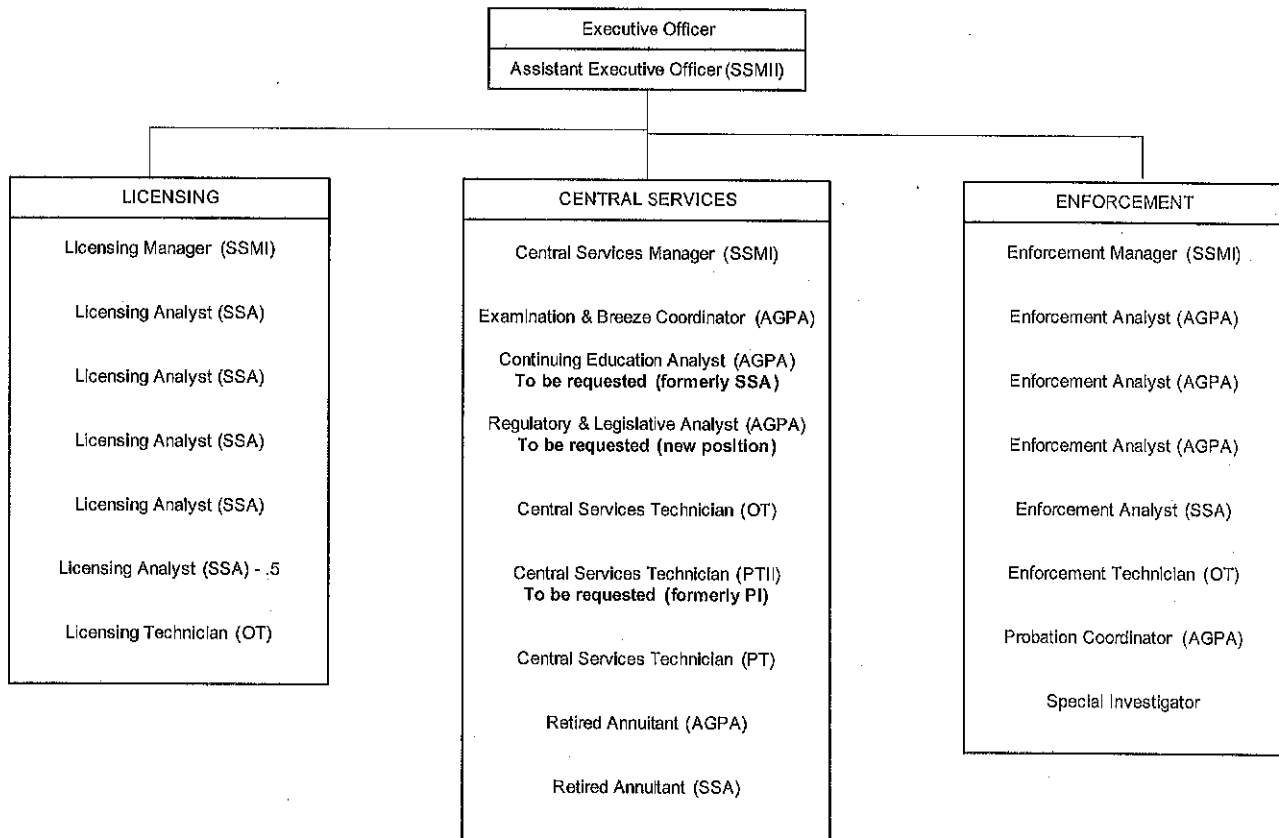 Executive Officer
Assistant Executive Officer (SSMII)
LICENSING
Licensing Manager (SSMI)
Licensing Analyst (SSA)
Licensing Analyst (SSA)
Licensing Analyst (SSA)
Licensing Analyst (SSA)
Licensing Analyst (SSA) - .5
Licensing Technician (OT)
CENTRAL SERVICES
Central Services Manager (SSMI)
Examination & Breeze Coordinator (AGPA)
Continuing Education Analyst (AGPA)
To be requested (formerly SSA)
Regulatory & Legislative Analyst (AGPA)
To be requested (new position)
Central Services Technician (OT)
Central Services Technician (PTII)
To be requested (formerly PI)
Central Services Technician (PT)
Retired Annuitant (AGPA)
Retired Annuitant (SSA)
ENFORCEMENT
Enforcement Manager (SSMI)
Enforcement Analyst (AGPA)
Enforcement Analyst (AGPA)
Enforcement Analyst (AGPA)
Enforcement Analyst (SSA)
Enforcement Technician (OT)
Probation Coordinator (AGPA)
Special Investigator